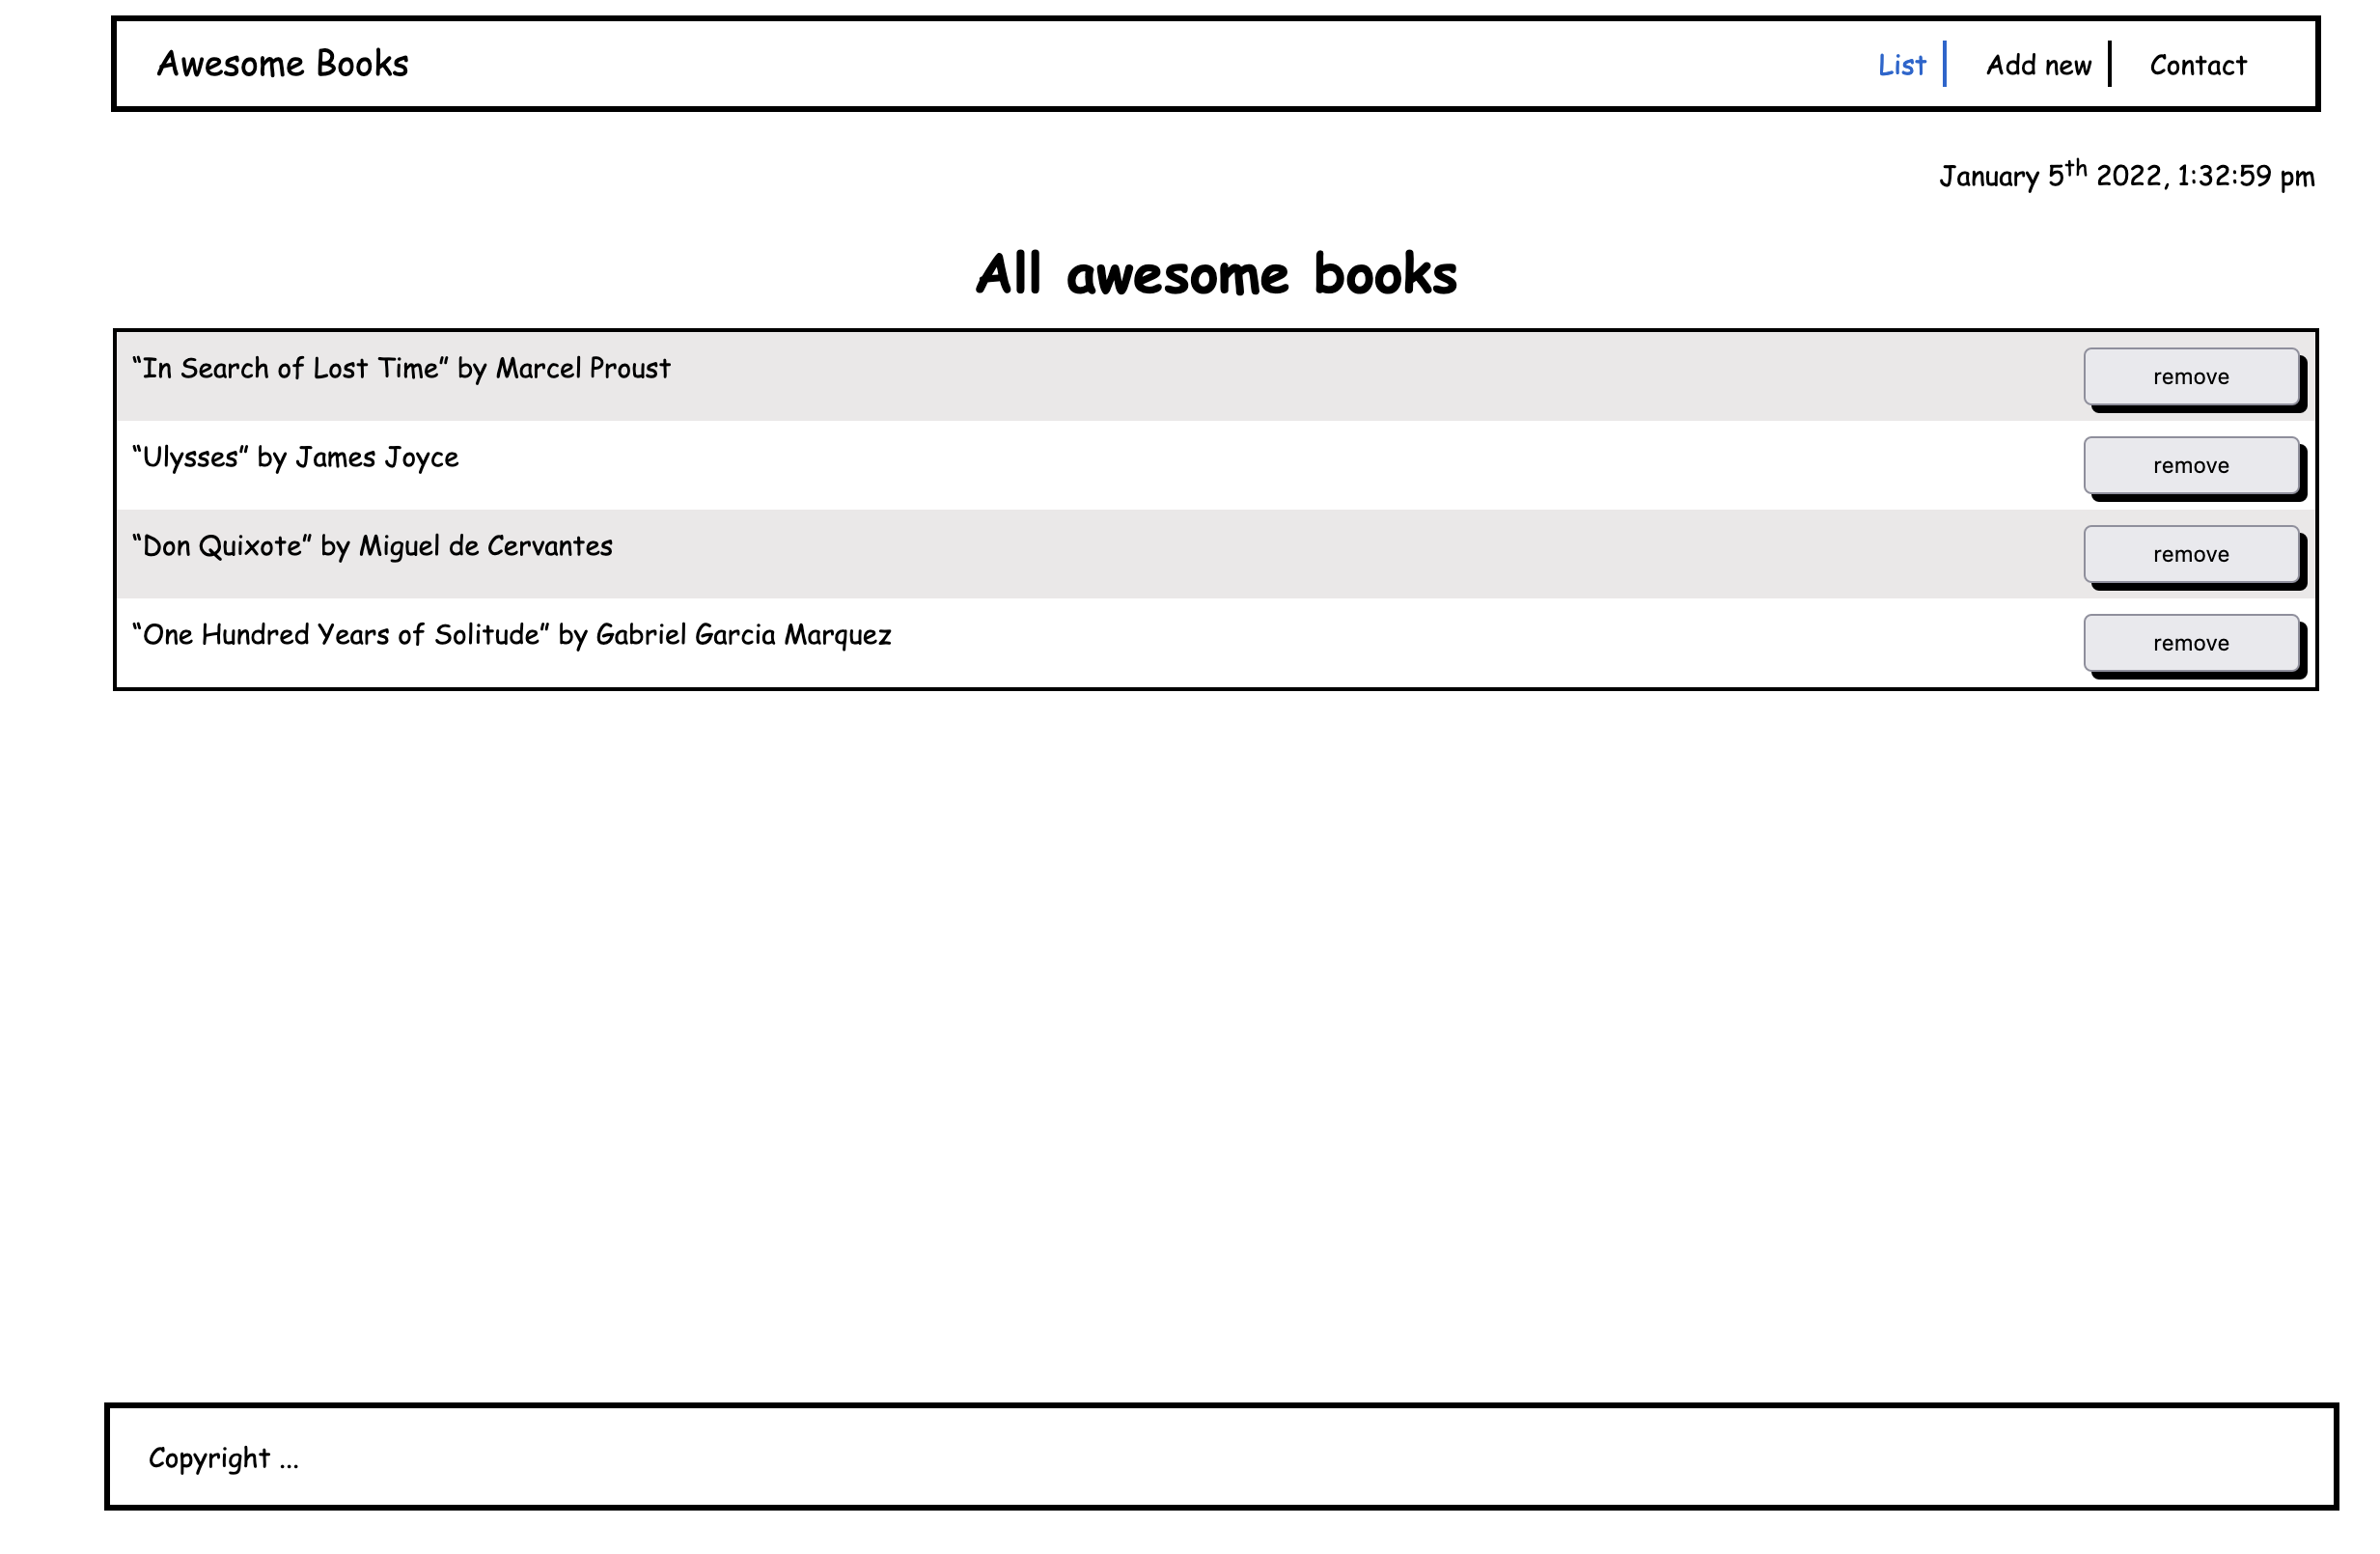 Awesome Books
List
Add new
Contact
January 5th 2022, 1:32:59 pm
All awesome books
“In Search of Lost Time” by Marcel Proust
remove
“Ulysses” by James Joyce
remove
“Don Quixote” by Miguel de Cervantes
remove
“One Hundred Years of Solitude” by Gabriel Garcia Marquez
remove
Copyright ...